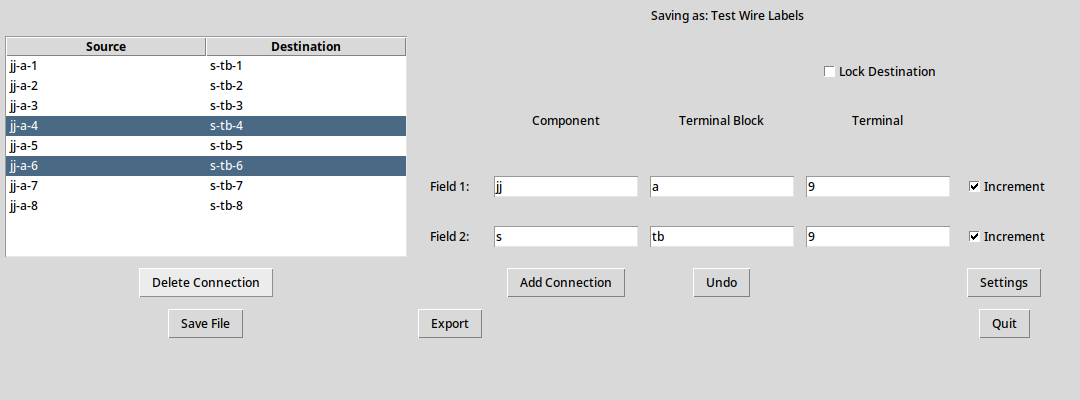 Saving as: Test Wire Labels
Source Destination
jj-a-1 s-tb-1
jj-a-2 s-tb-2
jj-a-3 s-tb-3
jj-a-4 s-tb-4
jj-a-5 s-tb-5
jj-a-6 s-tb-6
jj-a-7 s-tb-7
jj-a-8 s-tb-8
Lock Destination
Component Terminal Block Terminal
Field 1: jj a 9 Increment
Field 2: s tb 9 Increment
Delete Connection Add Connection Undo Settings
Save File Export Quit